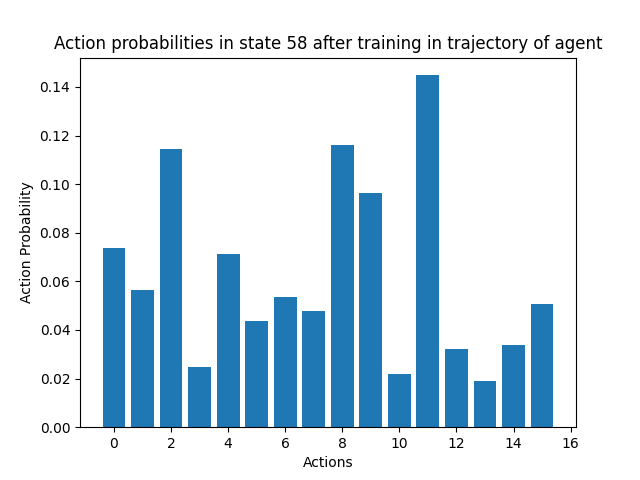 Action probabilities in state 58 after training in trajectory of agent
0.14
0.12
0.10
0.08
0.06
0.04
0.02
0.00
Action Probability
0 2 4 6 8 10 12 14 16
Actions